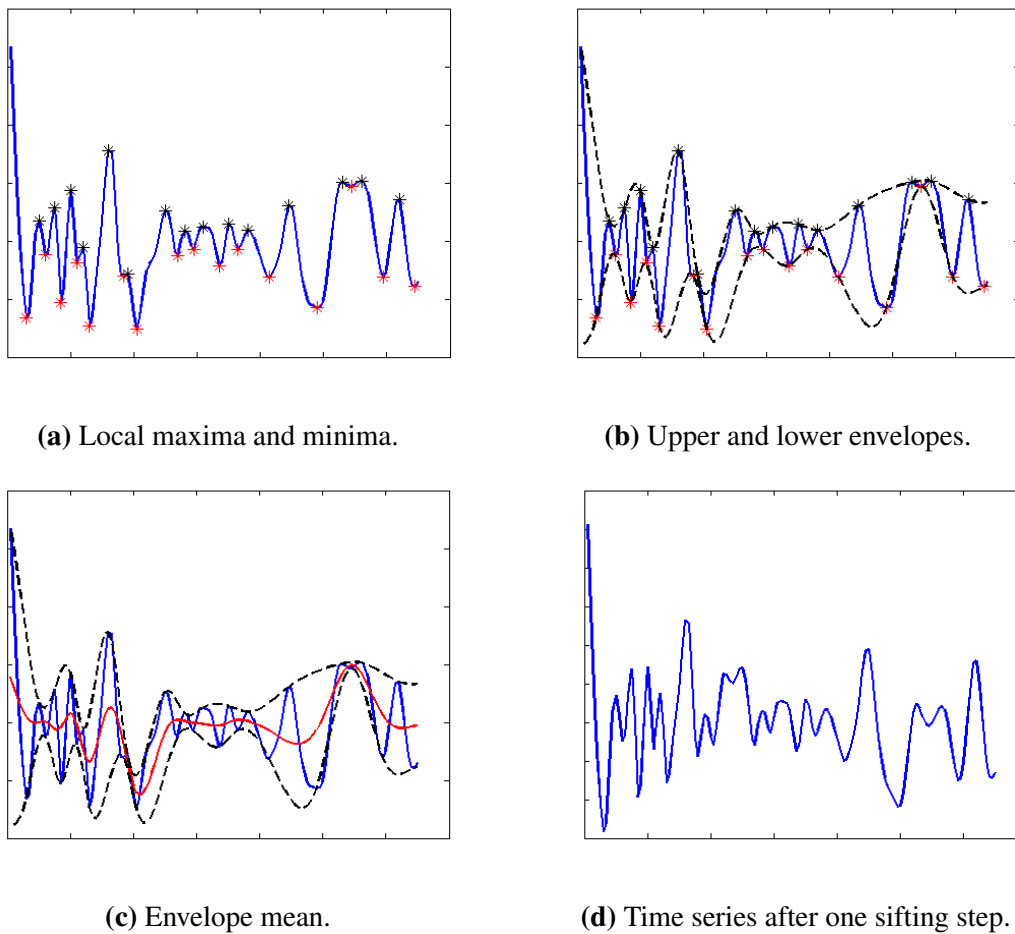 (a) Local maxima and minima.
(b) Upper and lower envelopes.
(c) Envelope mean.
(d) Time series after one sifting step.